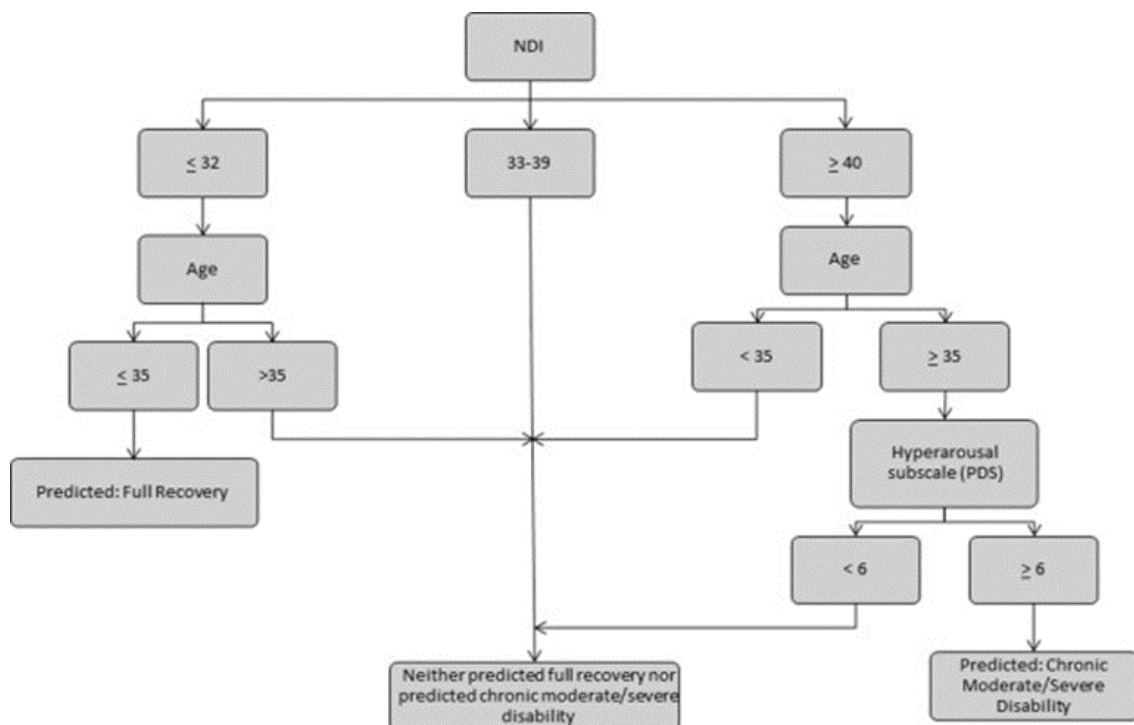 NDI
≤ 32
33-39
≥ 40
Age
Age
≤ 35
>35
< 35
≥ 35
Hyperarousal
subscale (PDS)
Predicted: Full Recovery
< 6
≥ 6
Neither predicted full recovery nor
predicted chronic moderate/severe
disability
Predicted: Chronic
Moderate/Severe
Disability